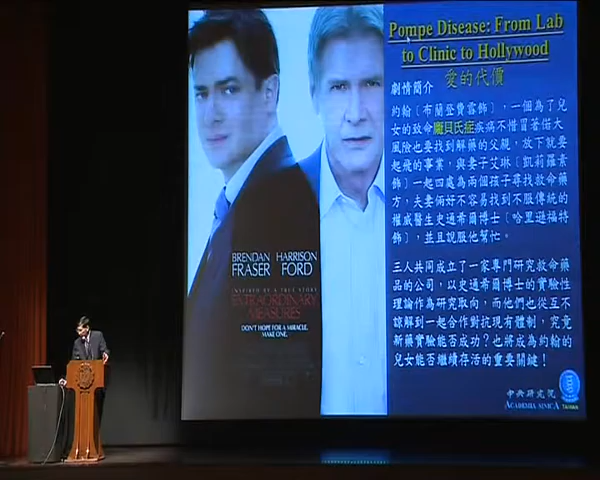 BRENDAN HARRISON
FRASER FORD
INSPIRED BY A TRUE STORY
EXTRAORDINARY
MEASURES
DON'T HOPE FOR A MIRACLE.
MAKE ONE.
Pompe Disease: From Lab
to Clinic to Hollywood
愛的代價
劇情簡介
約翰〔布蘭登費雪飾〕，一個為了兒
女的致命龐貝氏症疾病不惜冒著偌大
風險也要找到解藥的父親，放下就要
起飛的事業，與妻子艾琳〔凱莉羅素
飾〕一起四處為兩個孩子尋找救命藥
方，夫妻倆好不容易找到不服傳統的
權威醫生史通希爾博士〔哈里遜福特
飾〕，並且說服他幫忙。
三人共同成立了一家專門研究救命藥
品的公司，以史通希爾博士的實驗性
理論作為研究取向，而他們也從互不
諒解到一起合作對抗現有體制，究竟
新藥實驗能否成功？也將成為約翰的
兒女能否繼續存活的重要關鍵！
中央研究院
ACADEMIA SINICA
TAIWAN